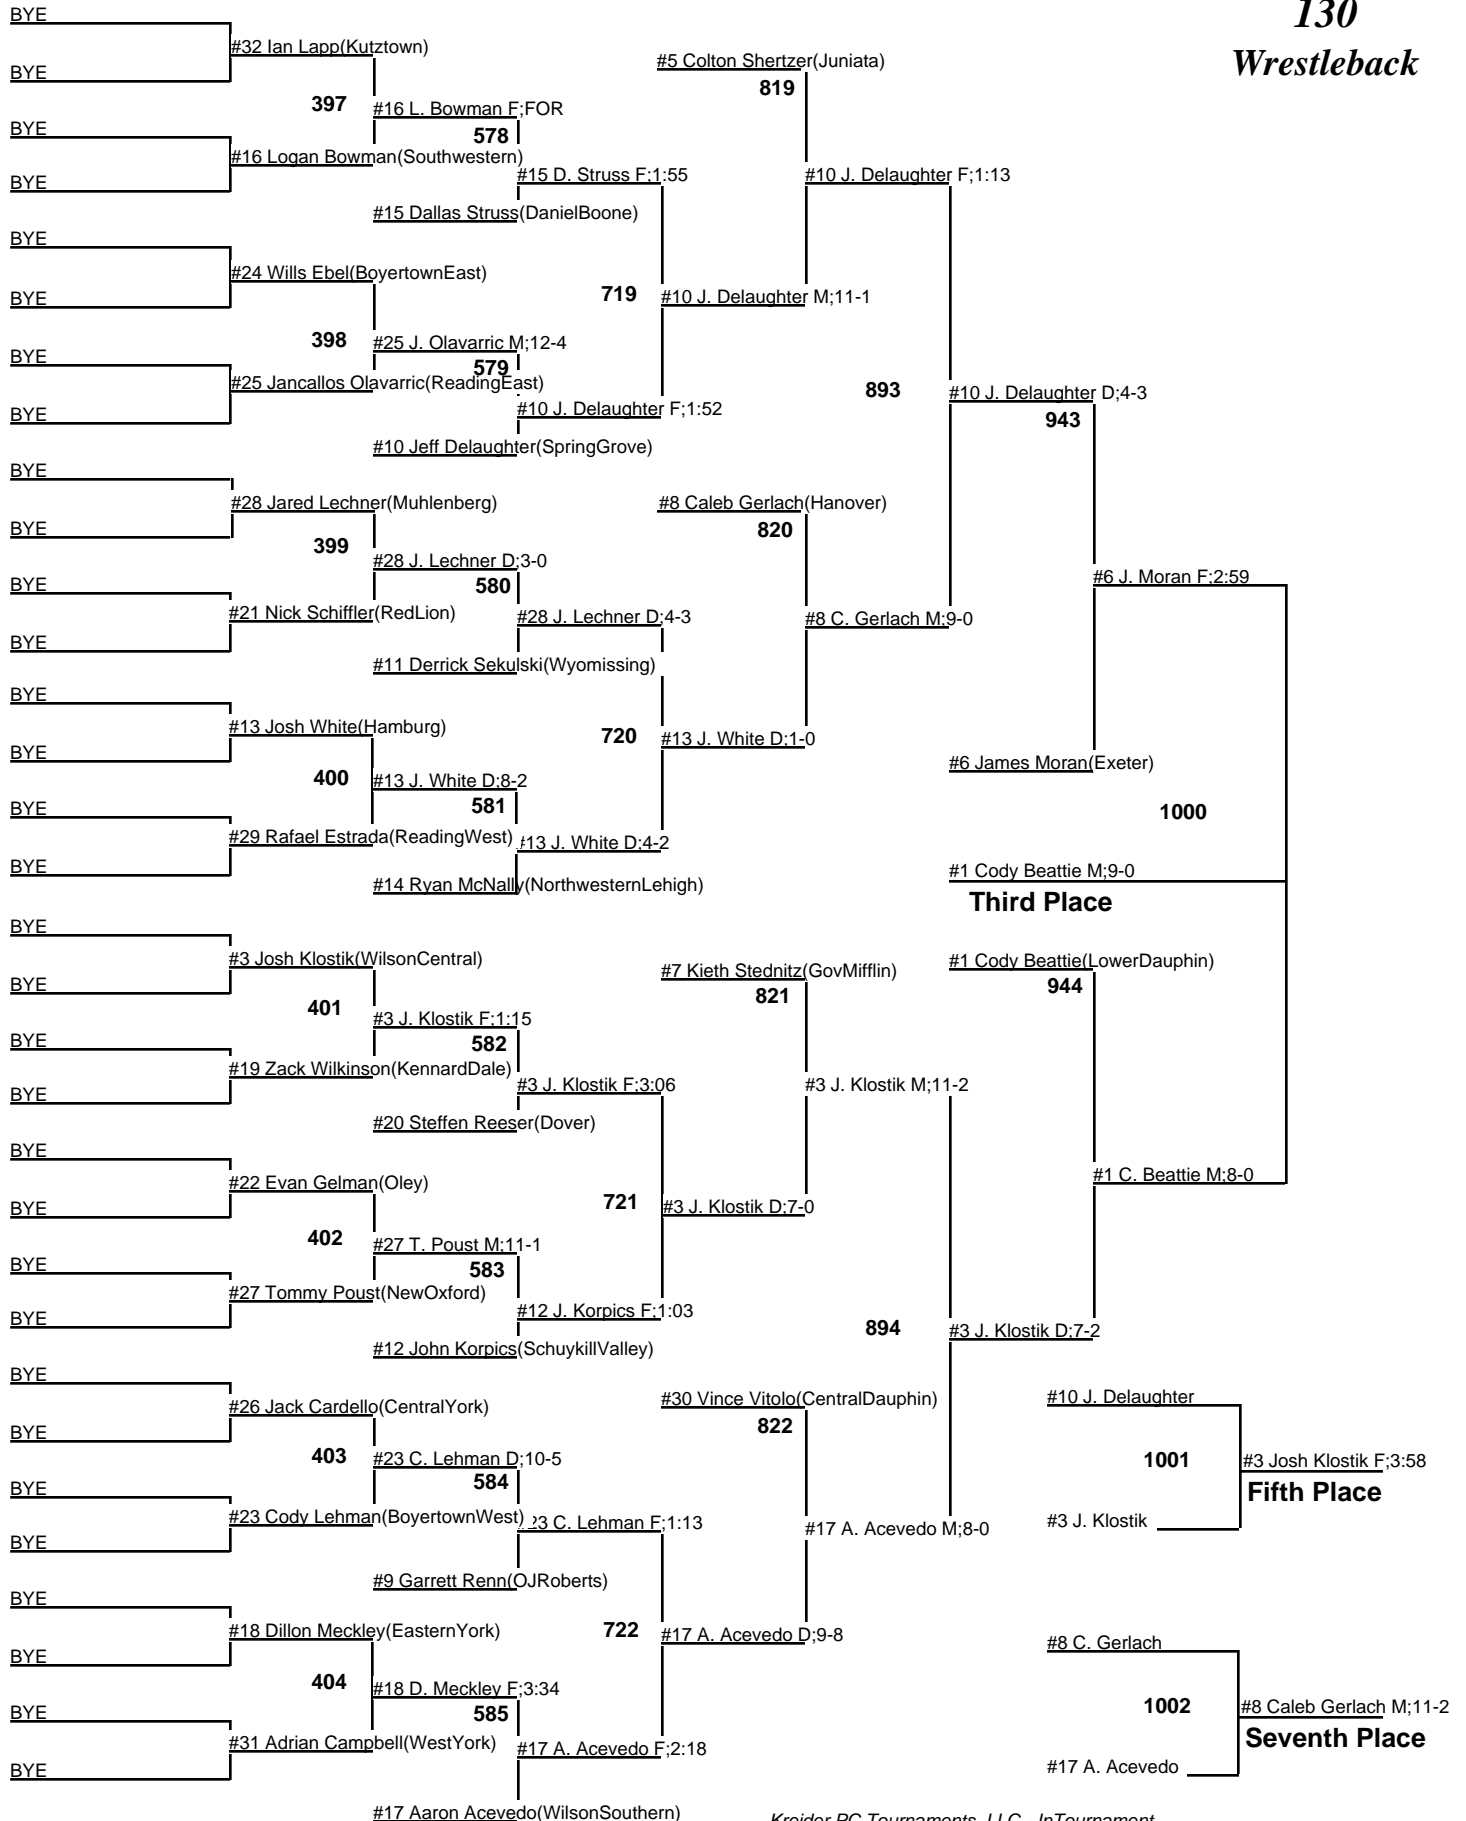 130
Wrestleback
BYE
BYE
#32 Ian Lapp(Kutztown)
397
#16 L. Bowman F;FOR
578
BYE
BYE
#16 Logan Bowman(Southwestern)
#15 D. Struss F;1:55
#15 Dallas Struss(DanielBoone)
#5 Colton Shertzer(Juniata)
819
#10 J. Delaughter F;1:13
BYE
BYE
#24 Wills Ebel(BoyertownEast)
719
#10 J. Delaughter M;11-1
398
#25 J. Olavarric M;12-4
579
BYE
BYE
#25 Jancallos Olavarric(ReadingEast)
#10 J. Delaughter F;1:52
#10 Jeff Delaughter(SpringGrove)
893
#10 J. Delaughter D;4-3
943
BYE
BYE
#28 Jared Lechner(Muhlenberg)
399
#28 J. Lechner D;3-0
580
#8 Caleb Gerlach(Hanover)
820
BYE
BYE
#21 Nick Schiffler(RedLion)
#28 J. Lechner D;4-3
#11 Derrick Sekulski(Wyomissing)
#8 C. Gerlach M;9-0
#6 J. Moran F;2:59
BYE
BYE
#13 Josh White(Hamburg)
720
#13 J. White D;1-0
400
#13 J. White D;8-2
581
BYE
BYE
#29 Rafael Estrada(ReadingWest)
#13 J. White D;4-2
#14 Ryan McNally(NorthwesternLehigh)
#6 James Moran(Exeter)
1000
#1 Cody Beattie M;9-0
Third Place
BYE
BYE
#3 Josh Klostik(WilsonCentral)
401
#3 J. Klostik F;1:15
582
#7 Kieth Stednitz(GovMifflin)
821
#1 Cody Beattie(LowerDauphin)
944
BYE
BYE
#19 Zack Wilkinson(KennardDale)
#3 J. Klostik F;3:06
#20 Steffen Reeser(Dover)
#3 J. Klostik M;11-2
BYE
BYE
#22 Evan Gelman(Oley)
721
#3 J. Klostik D;7-0
#1 C. Beattie M;8-0
402
#27 T. Poust M;11-1
583
BYE
BYE
#27 Tommy Poust(NewOxford)
#12 J. Korpics F;1:03
#12 John Korpics(SchuykillValley)
894
#3 J. Klostik D;7-2
BYE
BYE
#26 Jack Cardello(CentralYork)
403
#23 C. Lehman D;10-5
584
#30 Vince Vitolo(CentralDauphin)
822
#10 J. Delaughter
1001
#3 Josh Klostik F;3:58
Fifth Place
#3 J. Klostik
BYE
BYE
#23 Cody Lehman(BoyertownWest)
23 C. Lehman F;1:13
#9 Garrett Renn(OJRoberts)
#17 A. Acevedo M;8-0
BYE
BYE
#18 Dillon Meckley(EasternYork)
722
#17 A. Acevedo D;9-8
404
#18 D. Meckley F;3:34
585
BYE
BYE
#31 Adrian Campbell(WestYork)
#17 A. Acevedo F;2:18
#17 Aaron Acevedo(WilsonSouthern)
#8 C. Gerlach
1002
#8 Caleb Gerlach M;11-2
Seventh Place
#17 A. Acevedo
Kreider PC Tournaments, LLC - InTournament